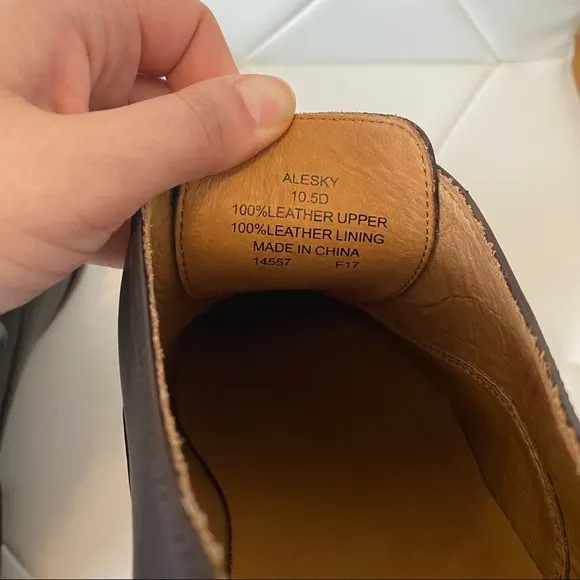 ALESKY
10.5D
100%LEATHER UPPER
100%LEATHER LINING
MADE IN CHINA
14557 F17